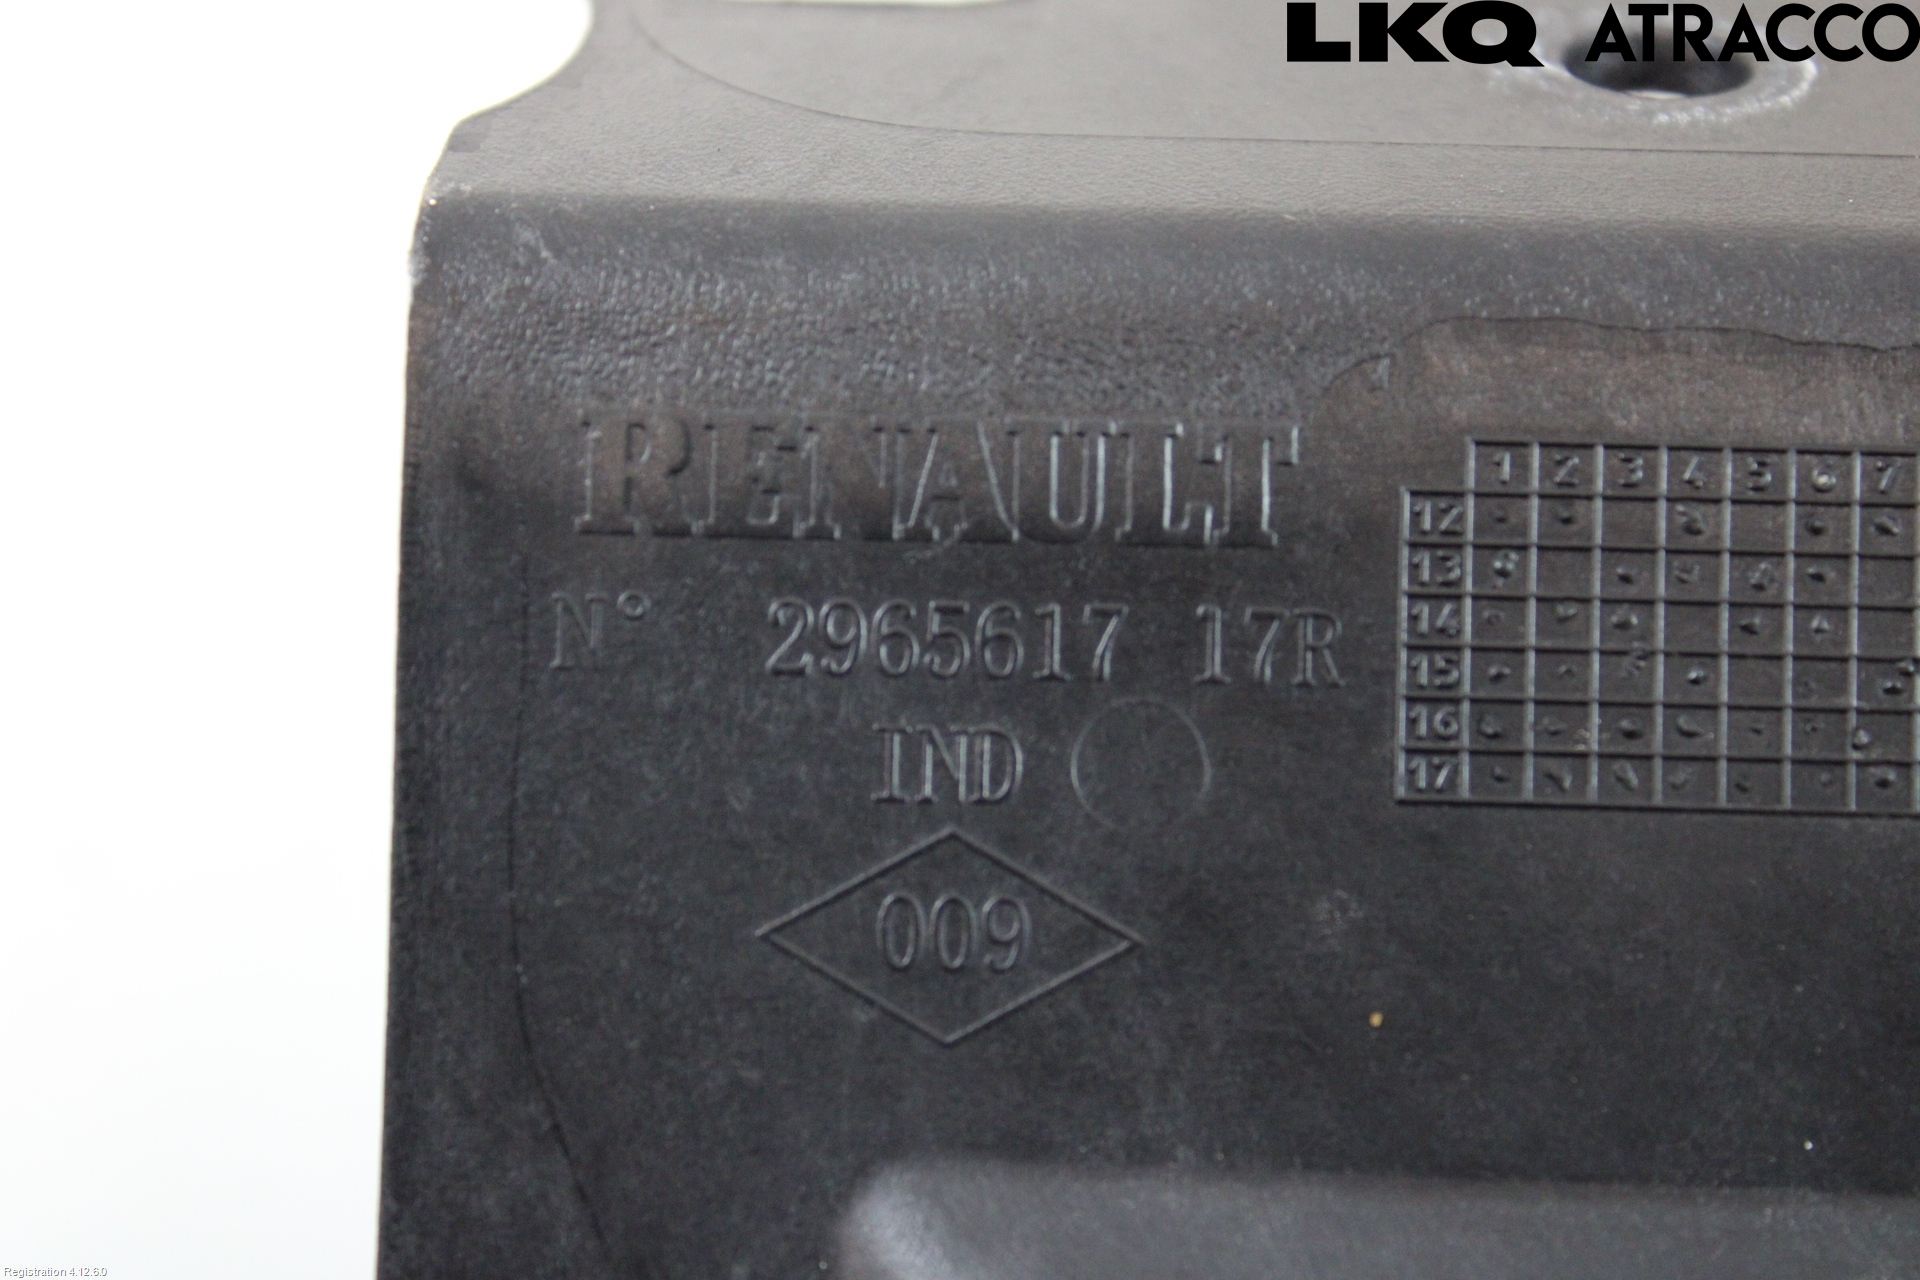 LKQ ATRACCO
RENAULT
N° 2965617 17R
IND
009
1 2 3 4 5 6 7
12
13
14
15
16
17
Registration 4.12.6.0